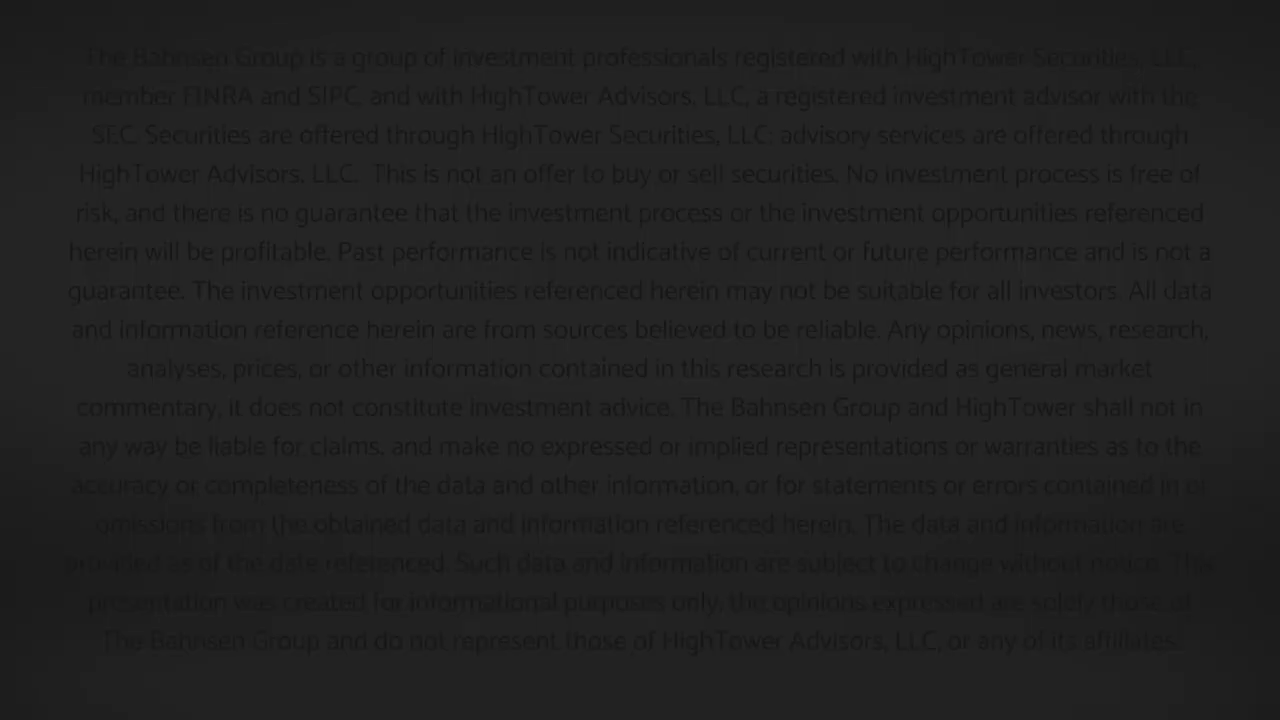 The Bahnsen Group is a group of investment professionals registered with HighTower Securities, LLC,
member FINRA and SIPC, and with HighTower Advisors, LLC, a registered investment advisor with the
SEC. Securities are offered through HighTower Securities, LLC; advisory services are offered through
HighTower Advisors, LLC. This is not an offer to buy or sell securities. No investment process is free of
risk, and there is no guarantee that the investment process or the investment opportunities referenced
herein will be profitable. Past performance is not indicative of current or future performance and is not a
guarantee. The investment opportunities referenced herein may not be suitable for all investors. All data
and information reference herein are from sources believed to be reliable. Any opinions, news, research,
analyses, prices, or other information contained in this research is provided as general market
commentary, it does not constitute investment advice. The Bahnsen Group and HighTower shall not in
any way be liable for claims, and make no expressed or implied representations or warranties as to the
accuracy or completeness of the data and other information, or for statements or errors contained in or
omissions from the obtained data and information referenced herein. The data and information are
provided as of the date referenced. Such data and information are subject to change without notice. This
presentation was created for informational purposes only; the opinions expressed are solely those of
The Bahnsen Group and do not represent those of HighTower Advisors, LLC, or any of its affiliates.